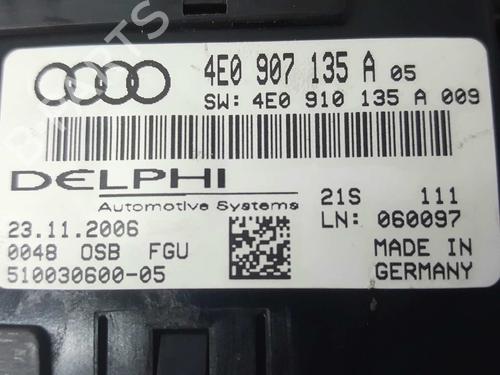 4E0 907 135 A 05
SW: 4E0 910 135 A 009
DELPHI
Automotive Systems
21S 111
23.11.2006
LN: 060097
0048 OSB FGU
MADE IN
510030600-05
GERMANY